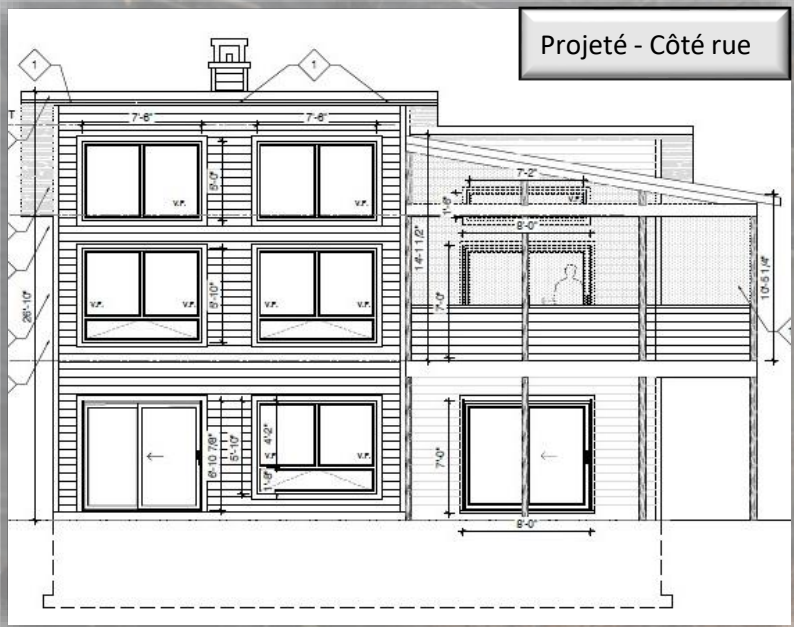 Projeté - Côté rue
1
1
T
7'-6"
7'-6"
5'-0"
V.F.
V.F.
7'-2"
V.F.
1'-6"
8'-0"
14'-1 1/2"
10'-5 1/4"
26'-10"
5'-10"
V.F.
V.F.
V.F.
V.F.
7'-0"
6'-10 7/8"
5'-10"
4'-2"
1'-8"
V.F.
V.F.
7'-0"
8'-0"